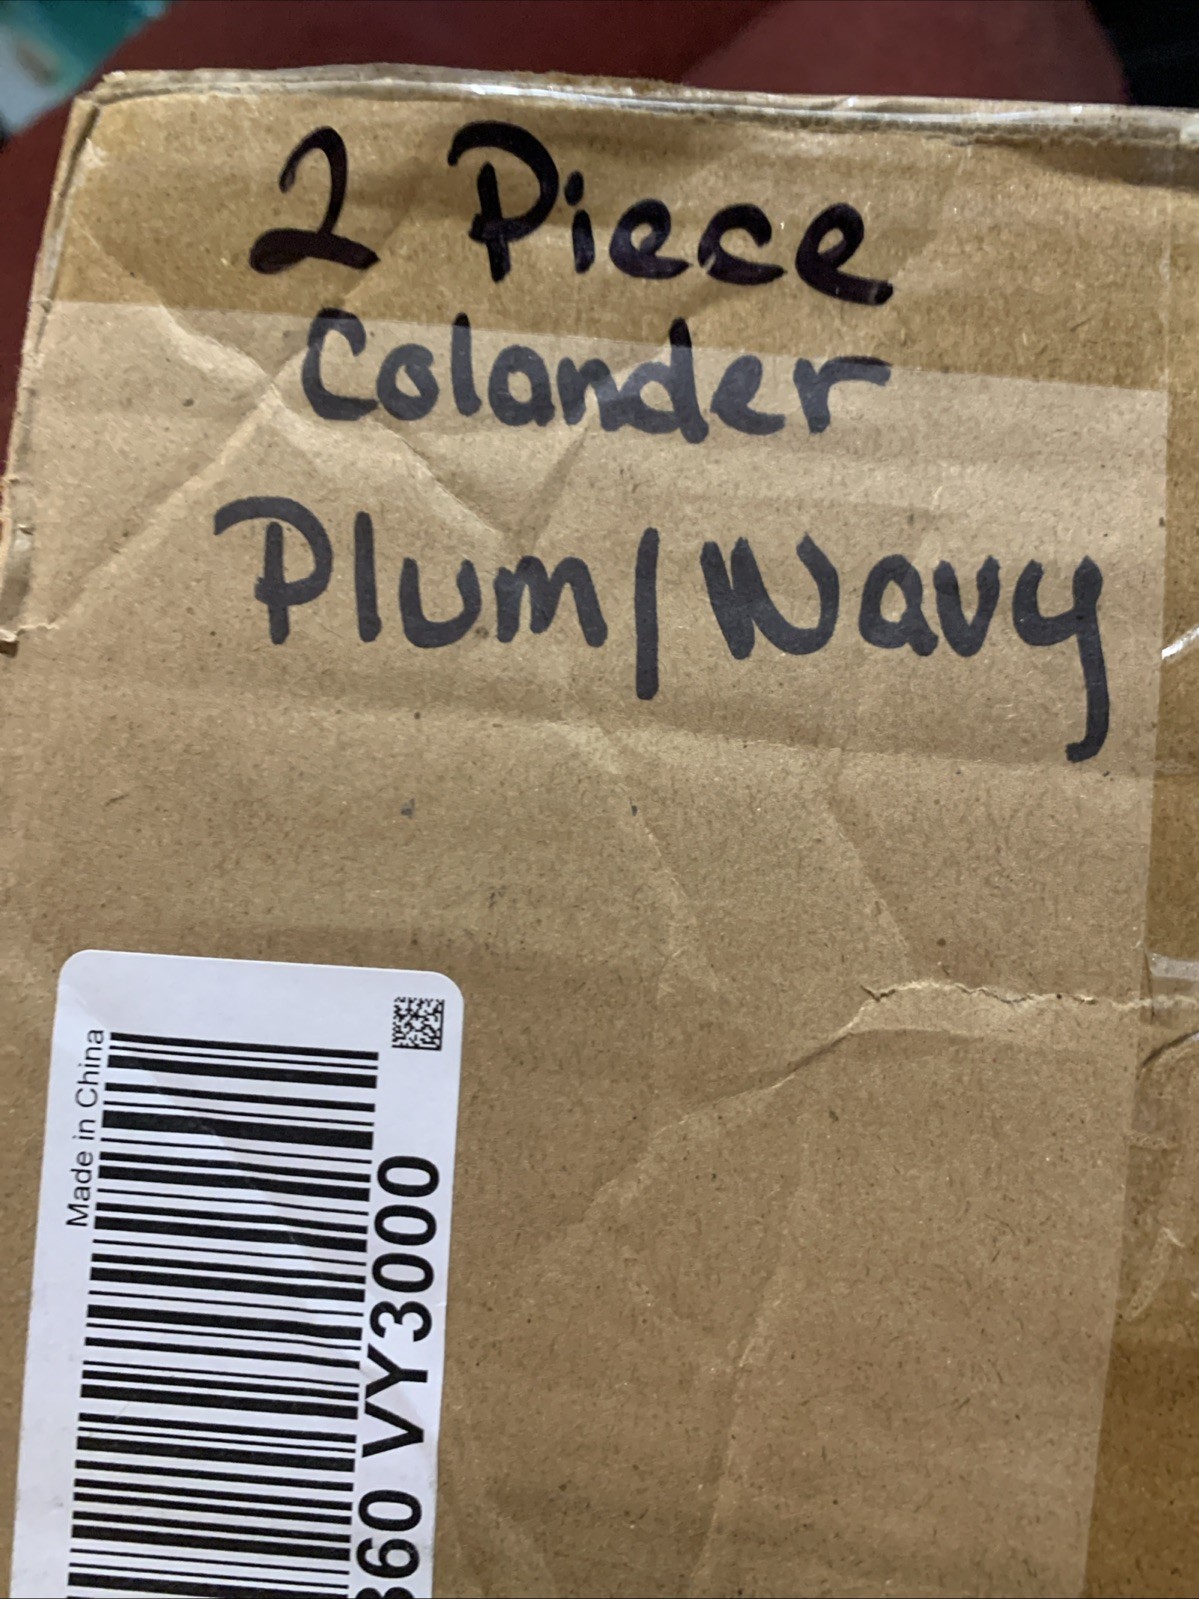 2 Piece
Colander
Plum/Navy
Made in China
360 VY3000